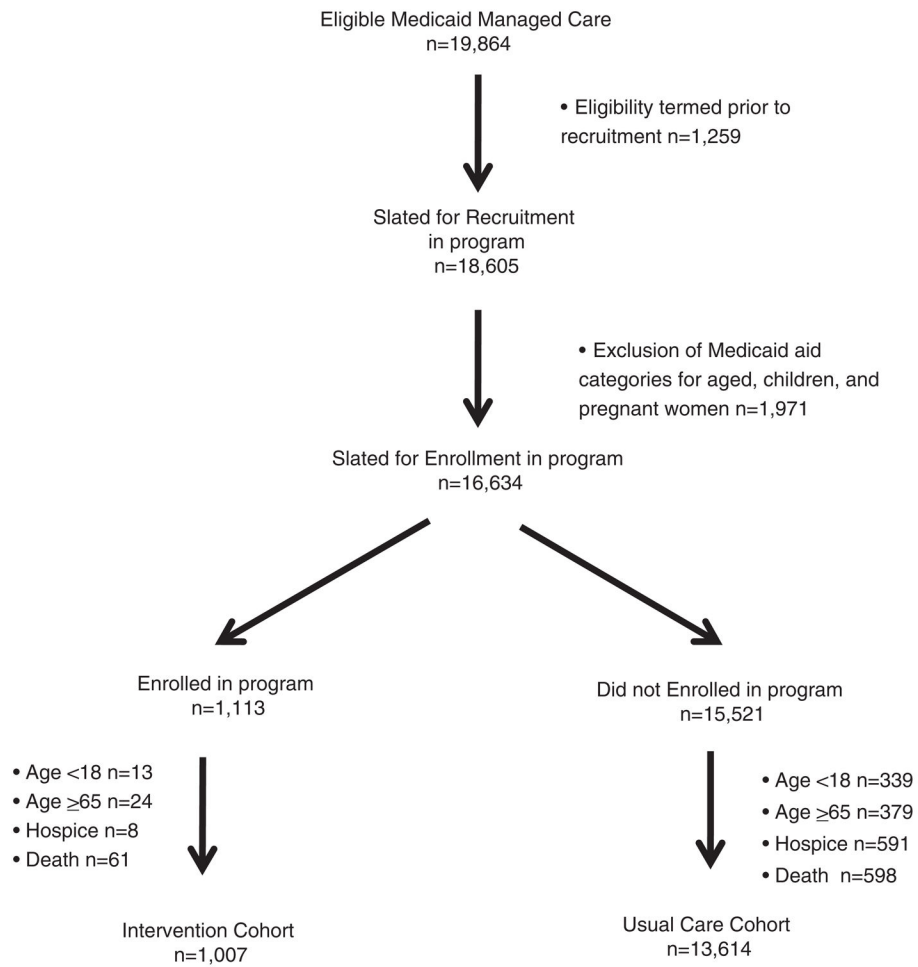 Eligible Medicaid Managed Care
n=19,864
• Eligibility termed prior to
recruitment n=1,259
Slated for Recruitment
in program
n=18,605
• Exclusion of Medicaid aid
categories for aged, children, and
pregnant women n=1,971
Slated for Enrollment in program
n=16,634
Enrolled in program
n=1,113
• Age <18 n=13
• Age ≥65 n=24
• Hospice n=8
• Death n=61
Intervention Cohort
n=1,007
Did not Enrolled in program
n=15,521
• Age <18 n=339
• Age ≥65 n=379
• Hospice n=591
• Death n=598
Usual Care Cohort
n=13,614